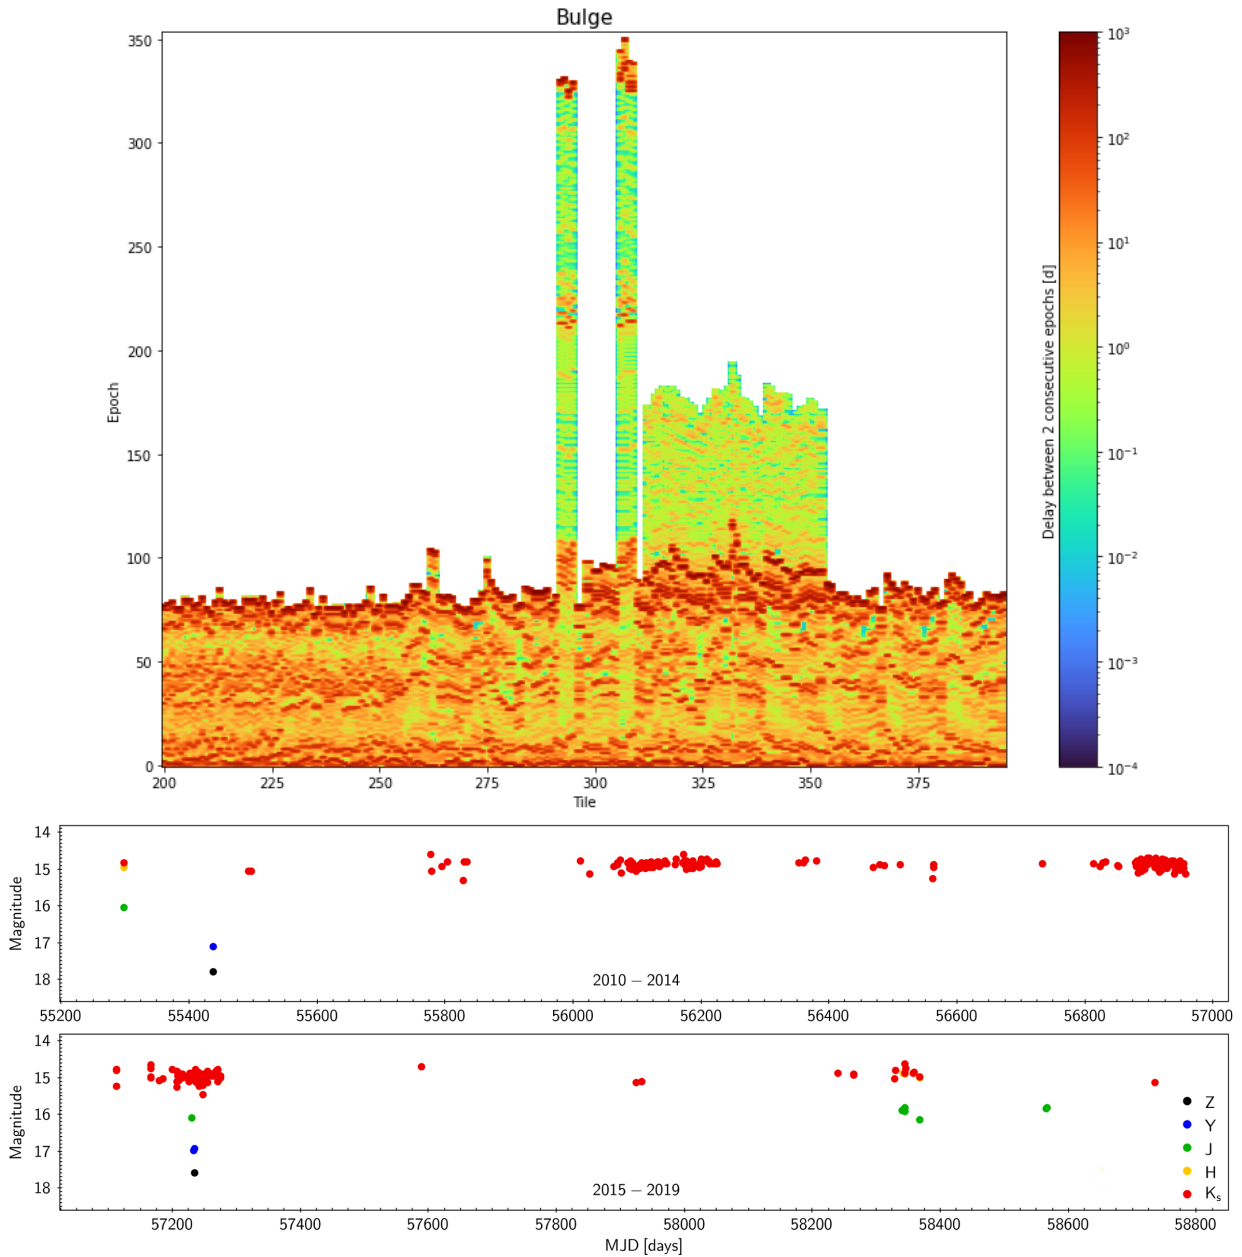 Bulge
350
300
250
200
150
100
50
0
Epoch
200 225 250 275 300 325 350 375
Tile
10³
10²
10¹
10⁰
10⁻¹
10⁻²
10⁻³
10⁻⁴
Delay between 2 consecutive epochs [d]
14
15
16
17
18
Magnitude
2010 – 2014
55200 55400 55600 55800 56000 56200 56400 56600 56800 57000
14
15
16
17
18
Magnitude
Z
Y
J
H
Kₛ
2015 – 2019
57200 57400 57600 57800 58000 58200 58400 58600 58800
MJD [days]